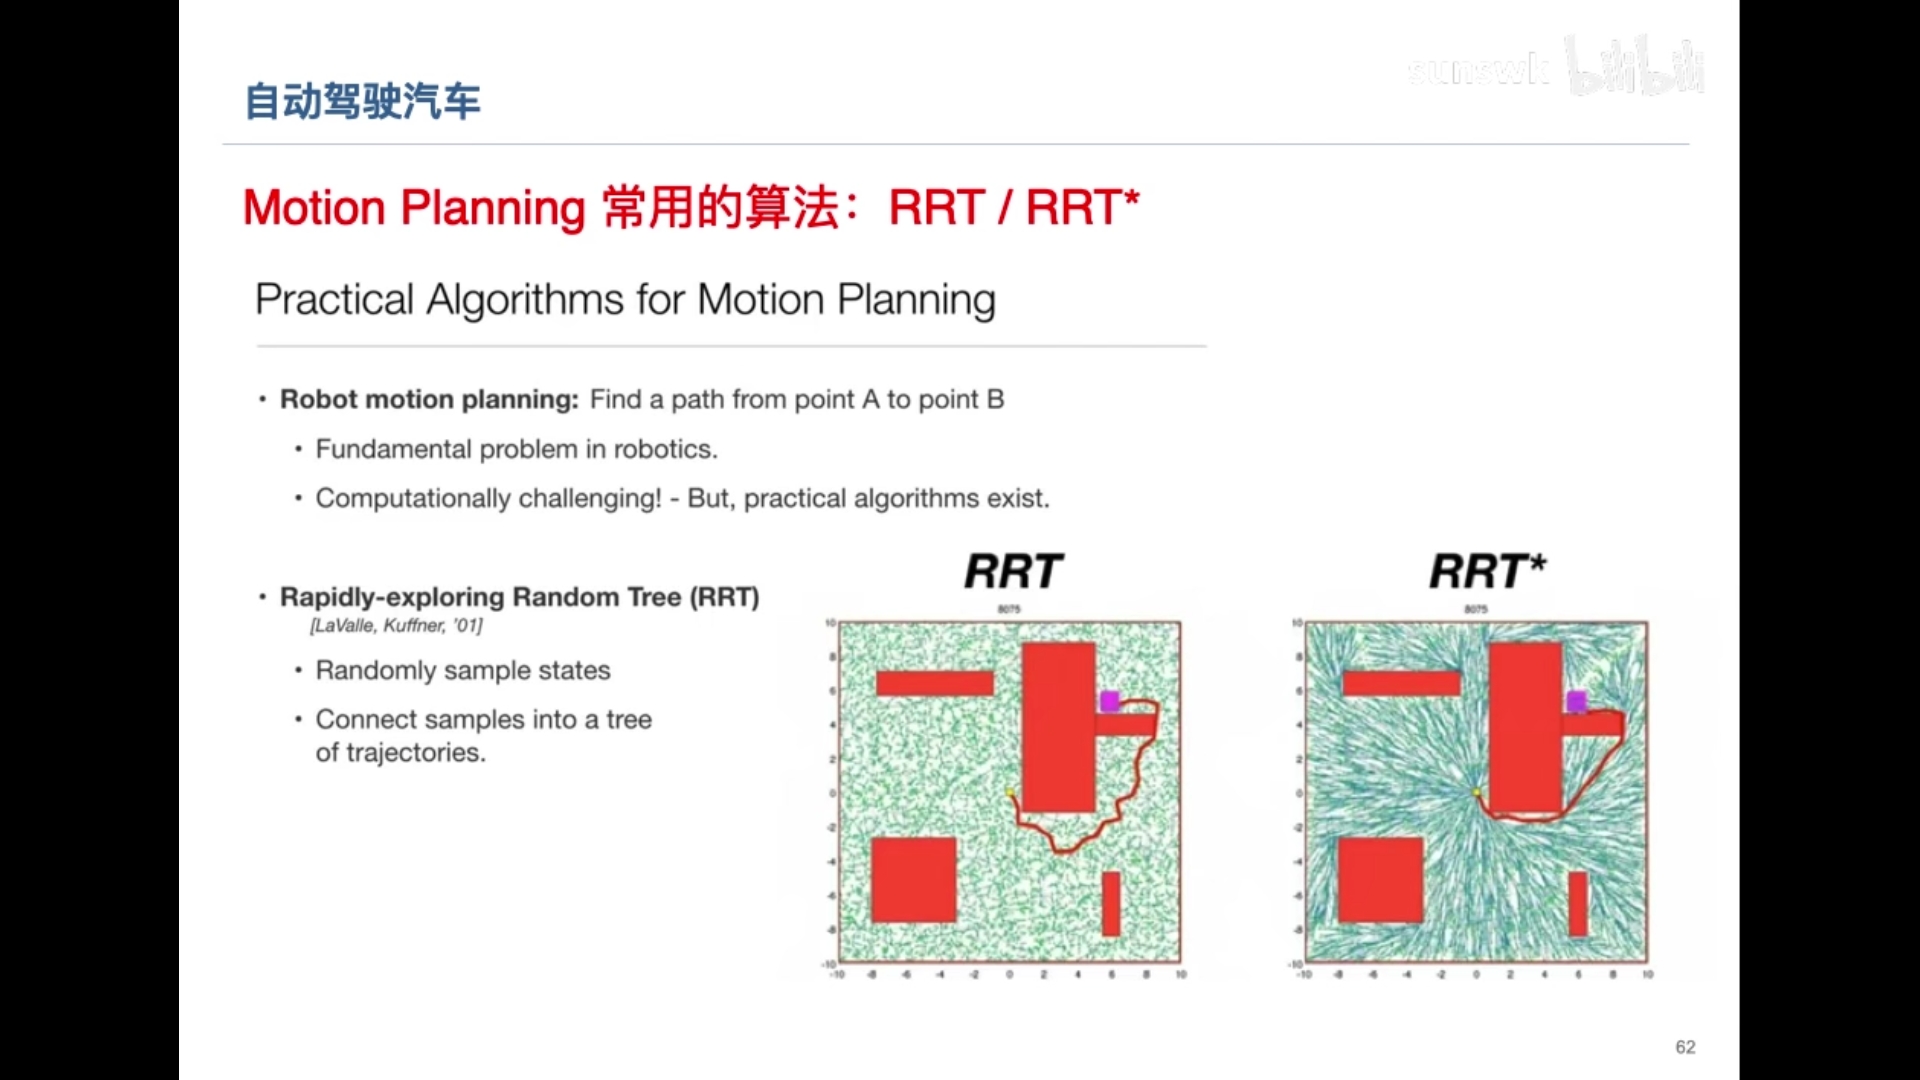 sunswk bilibili
自动驾驶汽车
Motion Planning 常用的算法：RRT / RRT*
Practical Algorithms for Motion Planning
• Robot motion planning: Find a path from point A to point B
• Fundamental problem in robotics.
• Computationally challenging! - But, practical algorithms exist.
• Rapidly-exploring Random Tree (RRT)
[LaValle, Kuffner, ’01]
• Randomly sample states
• Connect samples into a tree
of trajectories.
RRT
8075
10
8
6
4
2
0
-2
-4
-6
-8
-10
-10 -8 -6 -4 -2 0 2 4 6 8 10
RRT*
8075
10
8
6
4
2
0
-2
-4
-6
-8
-10
-10 -8 -6 -4 -2 0 2 4 6 8 10
62